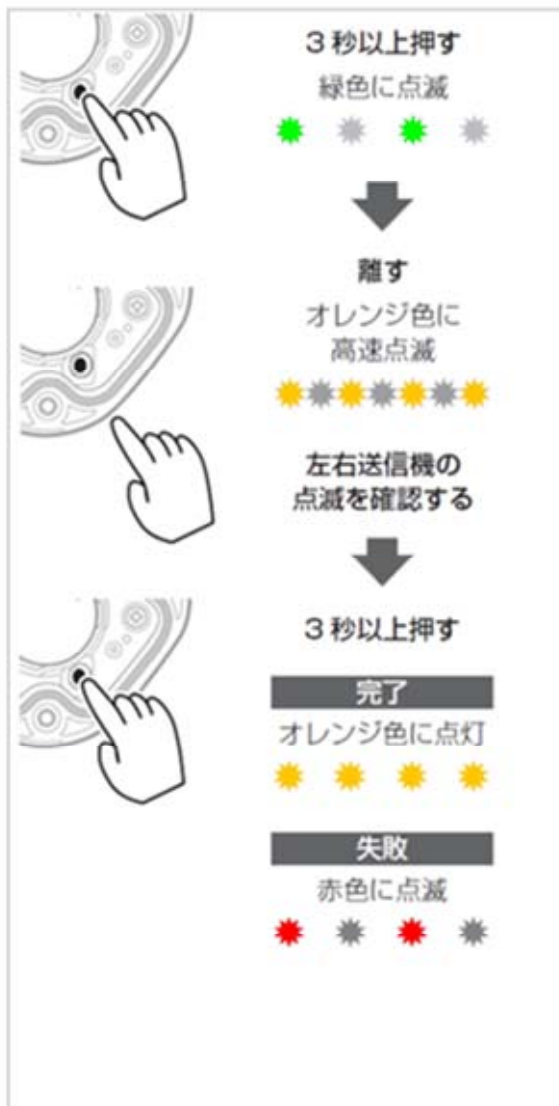 3秒以上押す
緑色に点滅
離す
オレンジ色に
高速点滅
左右送信機の
点滅を確認する
3秒以上押す
完了
オレンジ色に点灯
失敗
赤色に点滅